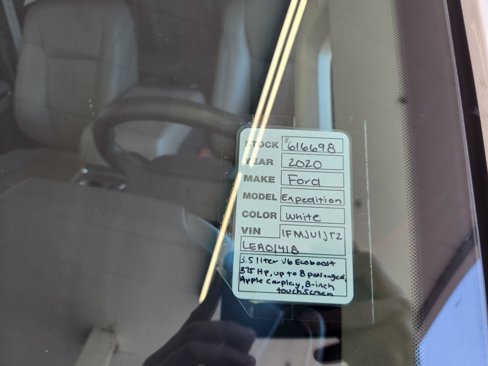 STOCK #616698
YEAR 2020
MAKE Ford
MODEL Expedition
COLOR White
VIN 1FMJU1JT2
LEA01418
3.5 liter V6 Ecoboost
375 Hp, up to 8 passengers,
Apple Carplay, 8-inch
touchscreen